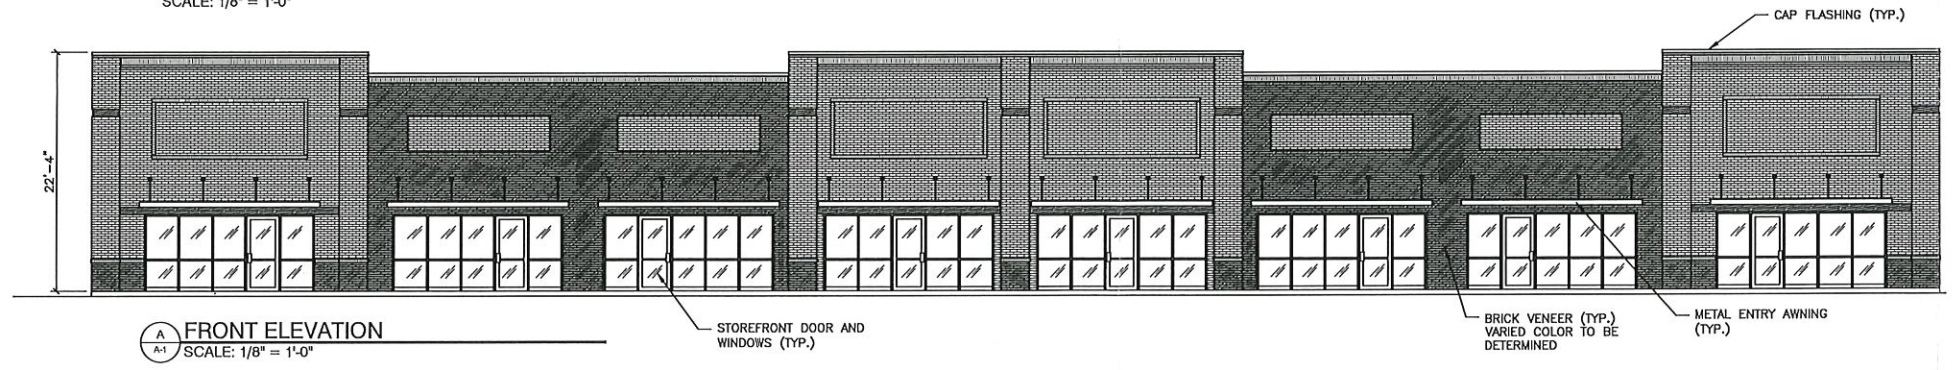 SCALE: 1/8" = 1'-0"
CAP FLASHING (TYP.)
22'-4"
A
A-1
FRONT ELEVATION
SCALE: 1/8" = 1'-0"
STOREFRONT DOOR AND
WINDOWS (TYP.)
BRICK VENEER (TYP.)
VARIED COLOR TO BE
DETERMINED
METAL ENTRY AWNING
(TYP.)